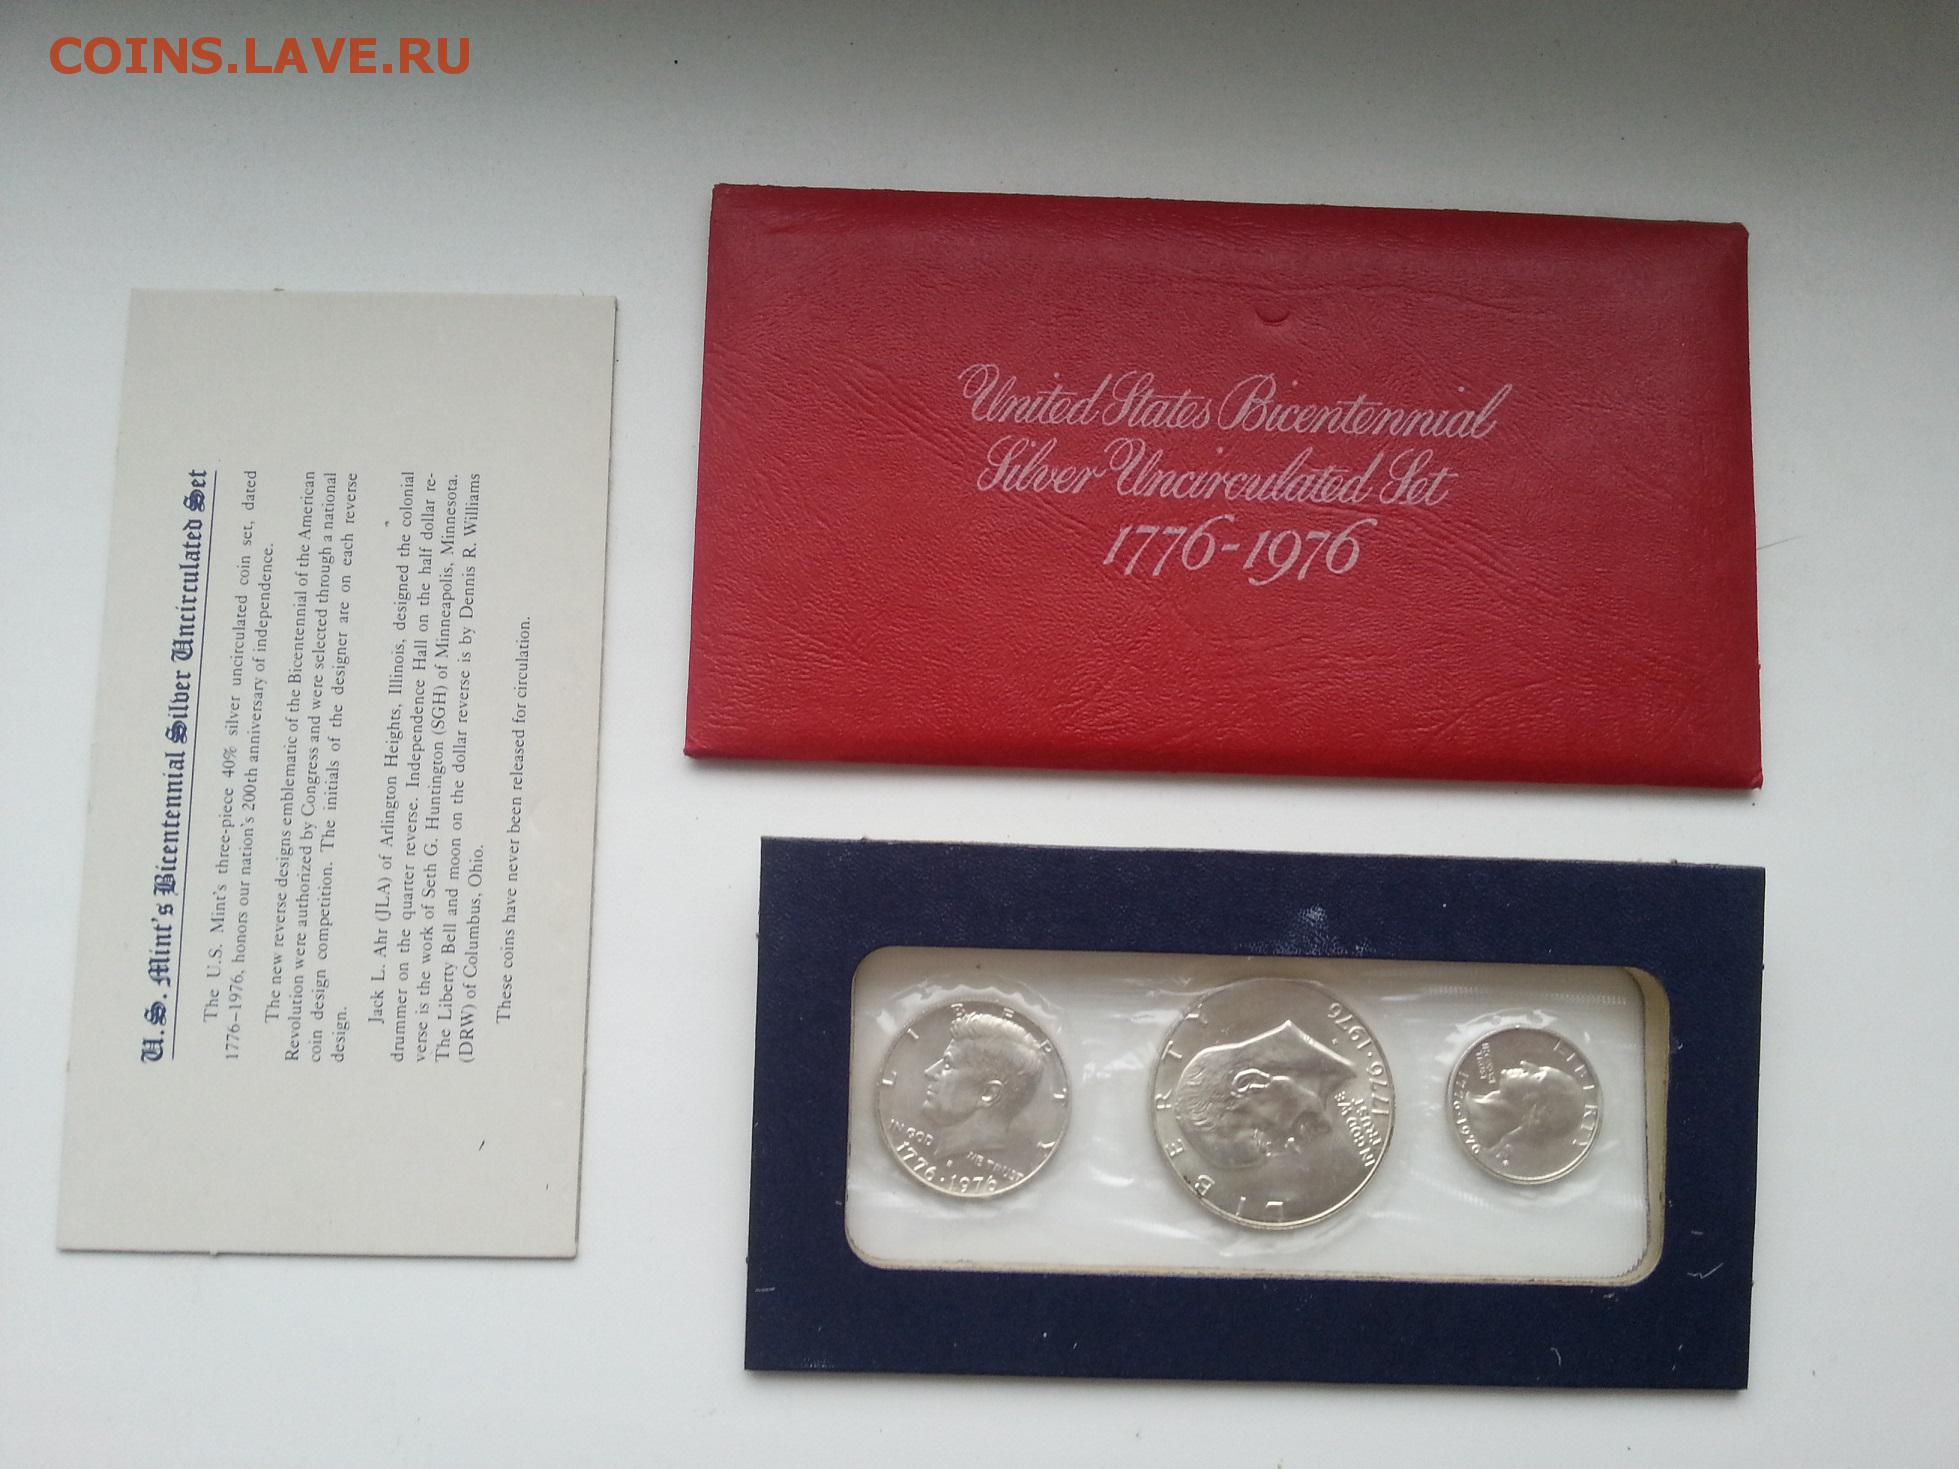 COINS.LAVE.RU
U.S. Mint's Bicentennial Silver Uncirculated Set
The U.S. Mint's three-piece 40% silver uncirculated coin set, dated
1776–1976, honors our nation's 200th anniversary of independence.
The new reverse designs emblematic of the Bicentennial of the American
Revolution were authorized by Congress and were selected through a national
coin design competition. The initials of the designer are on each reverse
design.
Jack L. Ahr (JLA) of Arlington Heights, Illinois, designed the colonial
drummer on the quarter reverse. Independence Hall on the half dollar re-
verse is the work of Seth G. Huntington (SGH) of Minneapolis, Minnesota.
The Liberty Bell and moon on the dollar reverse is by Dennis R. Williams
(DRW) of Columbus, Ohio.
These coins have never been released for circulation.
United States Bicentennial
Silver Uncirculated Set
1776-1976
LIBERTY
IN GOD
WE TRUST
1776·1976
LIBERTY
IN GOD WE
TRUST
1776·1976
LIBERTY
IN GOD WE
TRUST
1776-1976